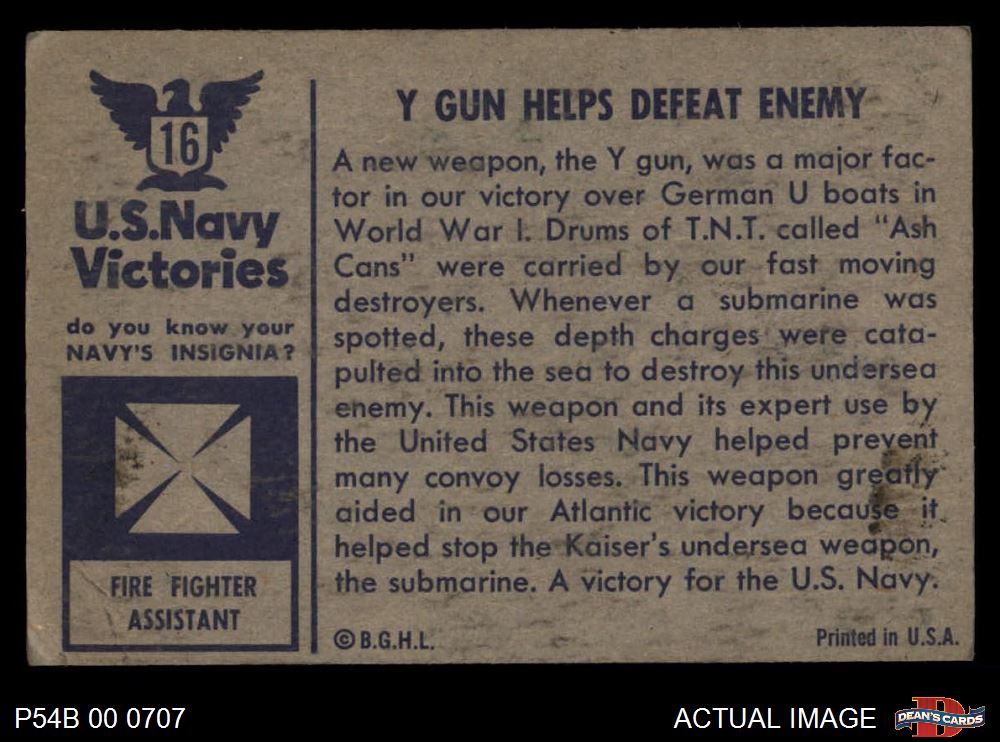 16
U.S.Navy
Victories
do you know your
NAVY'S INSIGNIA?
FIRE FIGHTER
ASSISTANT
Y GUN HELPS DEFEAT ENEMY
A new weapon, the Y gun, was a major fac-
tor in our victory over German U boats in
World War I. Drums of T.N.T. called "Ash
Cans" were carried by our fast moving
destroyers. Whenever a submarine was
spotted, these depth charges were cata-
pulted into the sea to destroy this undersea
enemy. This weapon and its expert use by
the United States Navy helped prevent
many convoy losses. This weapon greatly
aided in our Atlantic victory because it
helped stop the Kaiser's undersea weapon,
the submarine. A victory for the U.S. Navy.
© B.G.H.L.
Printed in U.S.A.
P54B 00 0707
ACTUAL IMAGE
D
DEAN'S CARDS